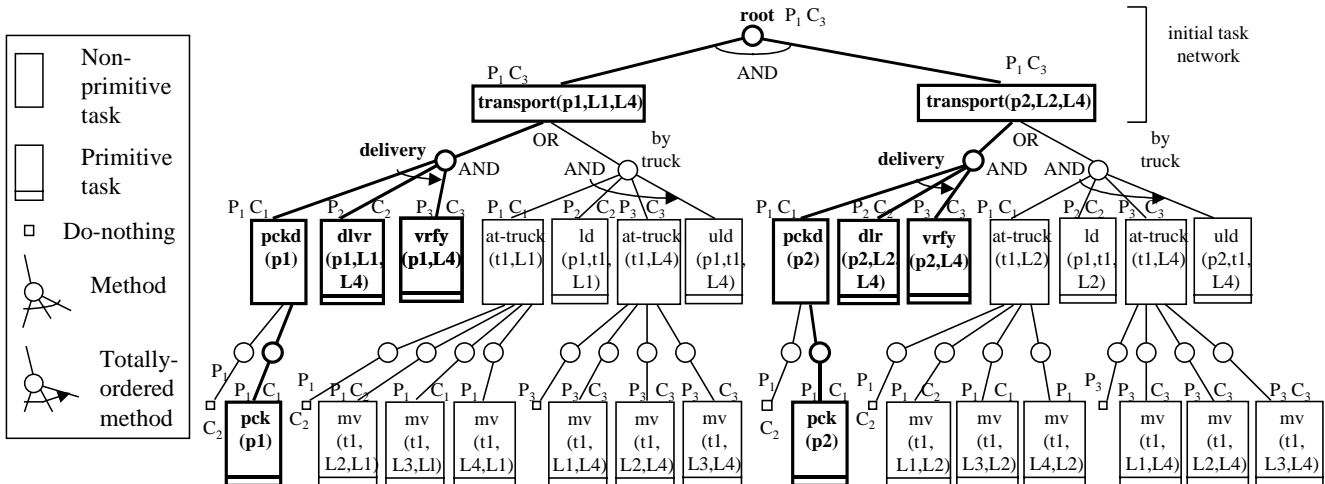 root P1 C3
initial task
network
AND
Non-
primitive
task
Primitive
task
Do-nothing
Method
Totally-
ordered
method
P1 C3
transport(p1,L1,L4)
P1 C3
transport(p2,L2,L4)
OR
delivery
AND
AND
by
truck
OR
delivery
AND
AND
by
truck
P1 C1
P2 C2
P3 C3
P1 C1
P2 C2
P3 C3
pckd
(p1)
dlvr
(p1,L1,
L4)
vrfy
(p1,L4)
at-truck
(t1,L1)
ld
(p1,t1,
L1)
at-truck
(t1,L4)
uld
(p1,t1,
L4)
P1 C1
P2 C2
P3 C3
P1 C1
P2 C2
P3 C3
pckd
(p2)
dlr
(p2,L2,
L4)
vrfy
(p2,L4)
at-truck
(t1,L2)
ld
(p1,t1,
L2)
at-truck
(t1,L4)
uld
(p2,t1,
L4)
P1
C2
P1 C1
pck
(p1)
P1
C2
P1 C2
mv
(t1,
L2,L1)
P1 C1
mv
(t1,
L3,Ll)
P1
mv
(t1,
L4,L1)
P3
P3 C3
mv
(t1,
L1,L4)
P3 C3
mv
(t1,
L2,L4)
P3 C3
mv
(t1,
L3,L4)
P1
C2
P1 C1
pck
(p2)
P1
C2
P1 C2
mv
(t1,
L1,L2)
P1 C1
mv
(t1,
L3,L2)
P1
mv
(t1,
L4,L2)
P3
P3 C3
mv
(t1,
L1,L4)
P3 C3
mv
(t1,
L2,L4)
P3 C3
mv
(t1,
L3,L4)